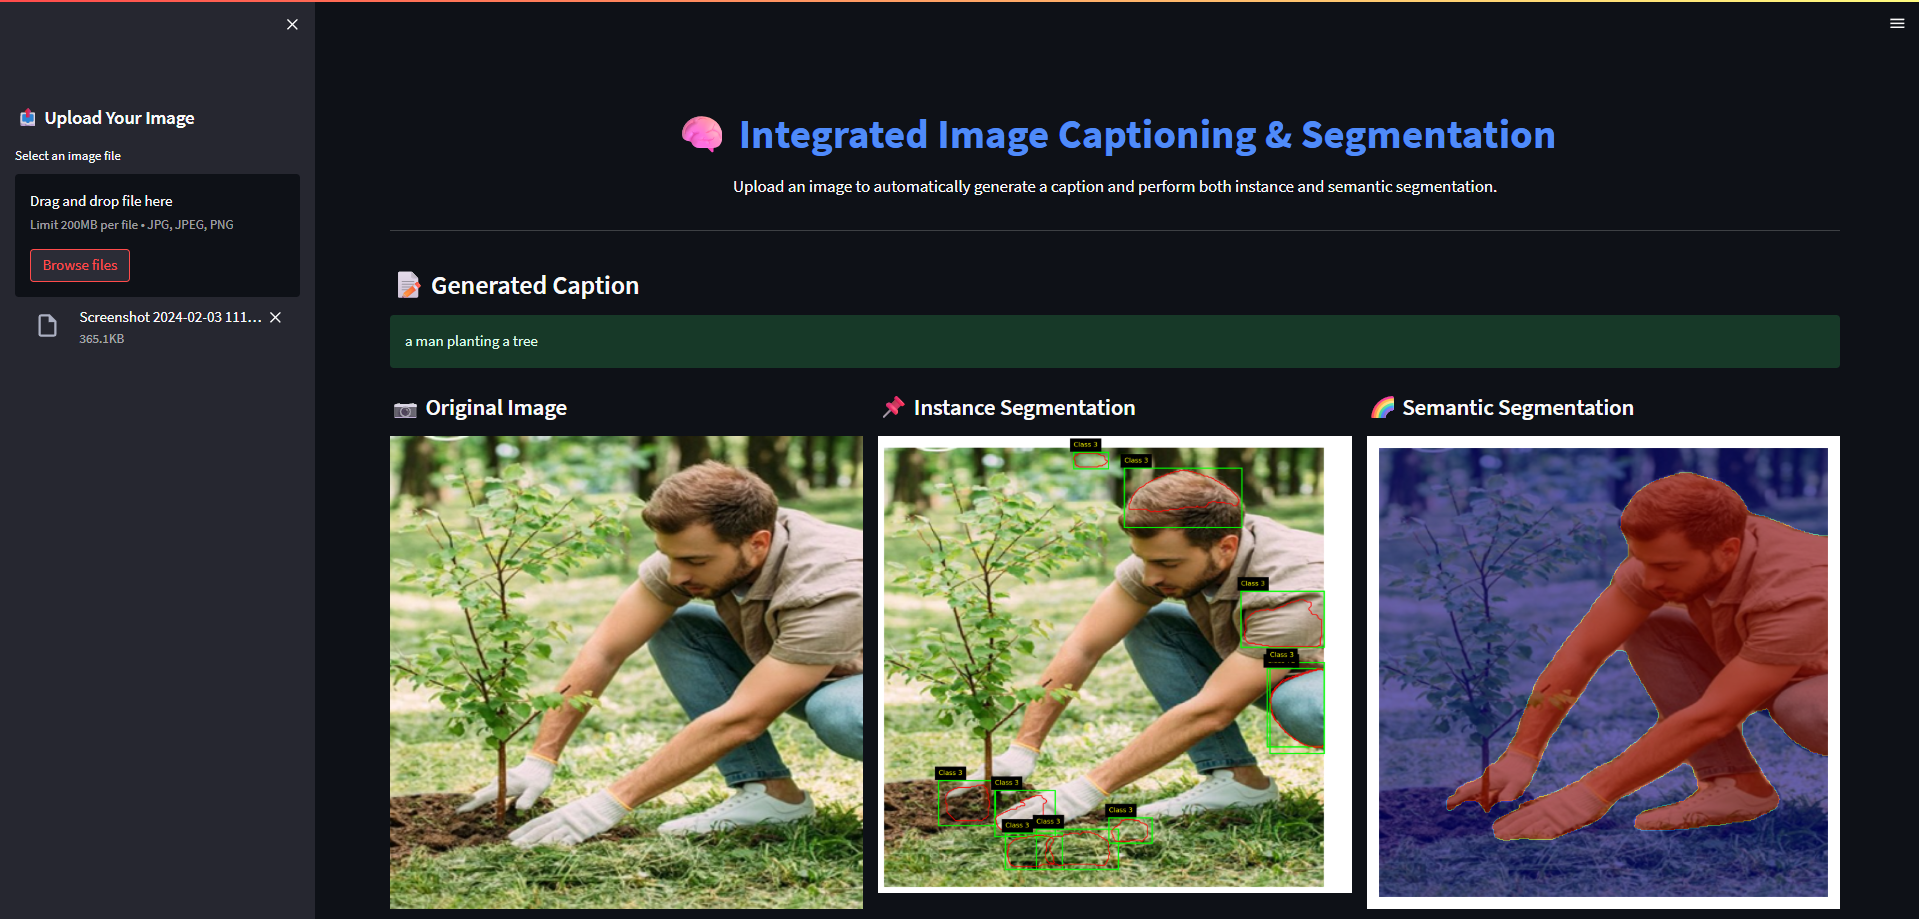 Upload Your Image
Select an image file
Drag and drop file here
Limit 200MB per file • JPG, JPEG, PNG
Browse files
Screenshot 2024-02-03 111...
365.1KB
Integrated Image Captioning & Segmentation
Upload an image to automatically generate a caption and perform both instance and semantic segmentation.
Generated Caption
a man planting a tree
Original Image
Instance Segmentation
Semantic Segmentation
Class 3
Class 3
Class 3
Class 3
Class 3
Class 3
Class 3
Class 3
Class 3